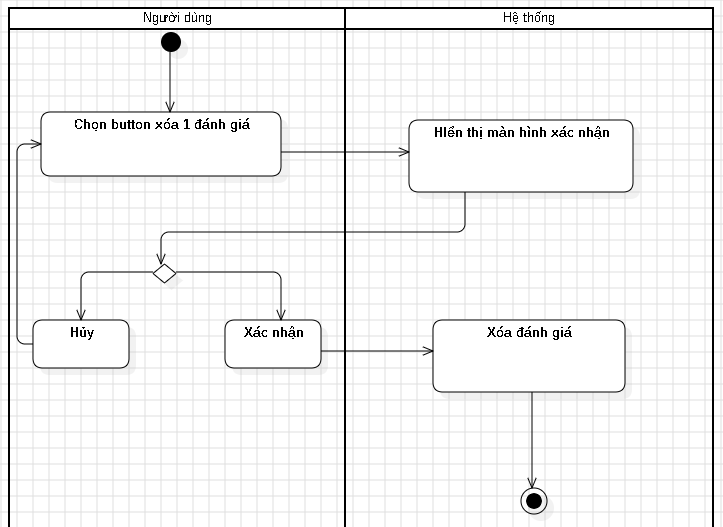 Người dùng
Hệ thống
Chọn button xóa 1 đánh giá
HIển thị màn hình xác nhận
Hủy
Xác nhận
Xóa đánh giá